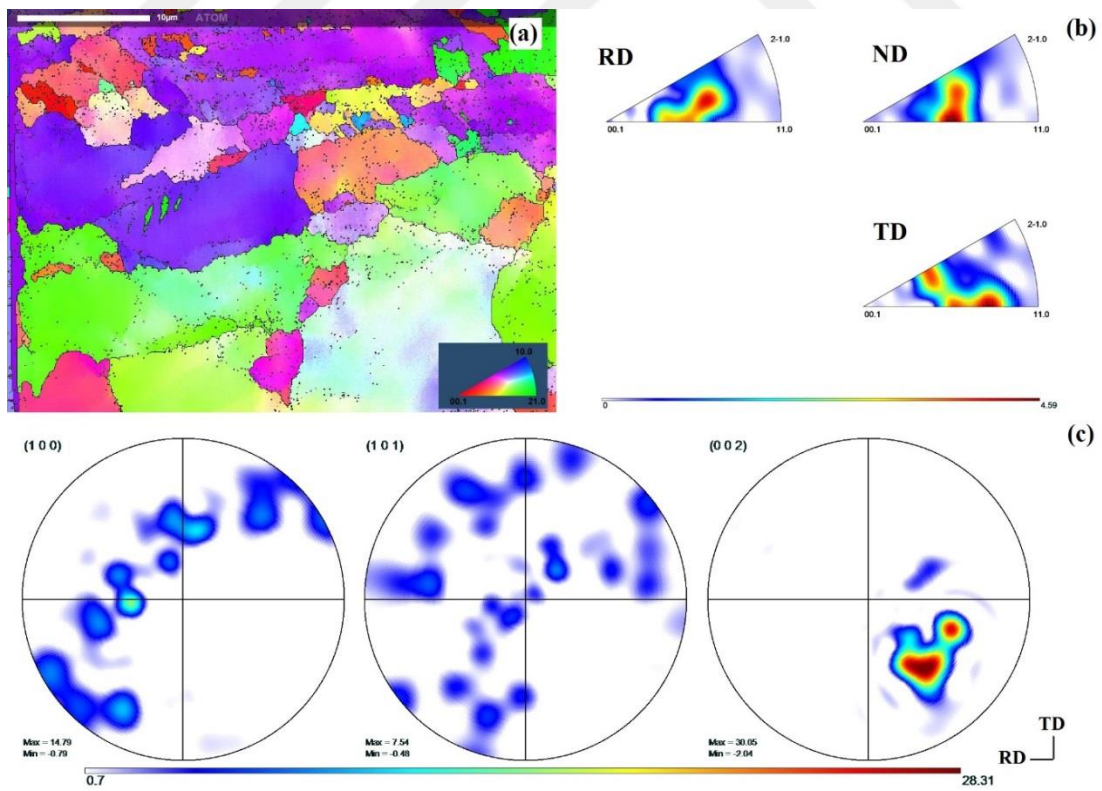 10μm ATOM
(a)
10.0
00.1
21.0
(b)
RD
00.1
11.0
2-1.0
ND
00.1
11.0
2-1.0
TD
00.1
11.0
2-1.0
0
4.59
(c)
(1 0 0)
Max = 14.79
Min = -0.79
(1 0 1)
Max = 7.54
Min = -0.48
(0 0 2)
Max = 30.05
Min = -2.04
TD
RD
0.7
28.31